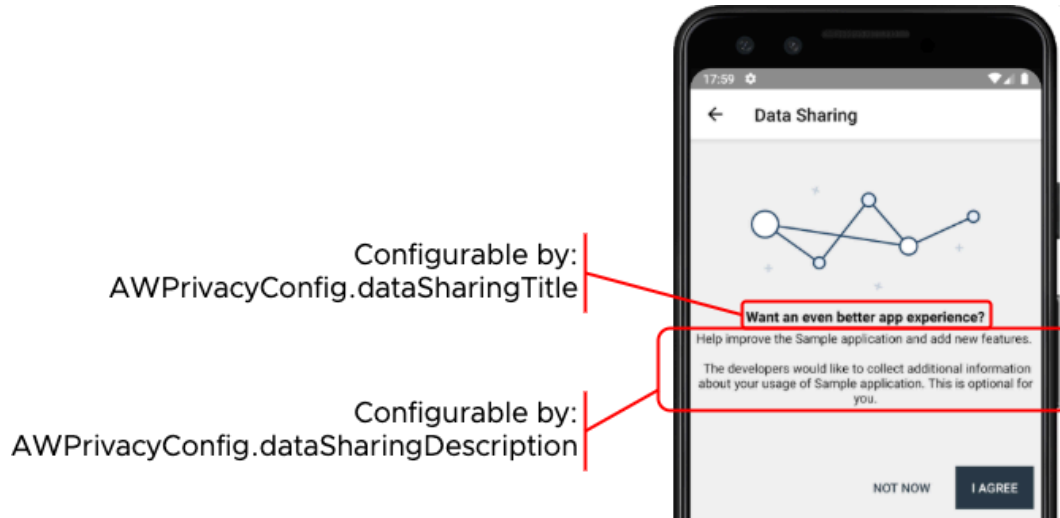 17:59
Data Sharing
Configurable by:
AWPrivacyConfig.dataSharingTitle
Want an even better app experience?
Help improve the Sample application and add new features.
The developers would like to collect additional information
about your usage of Sample application. This is optional for
you.
Configurable by:
AWPrivacyConfig.dataSharingDescription
NOT NOW
I AGREE